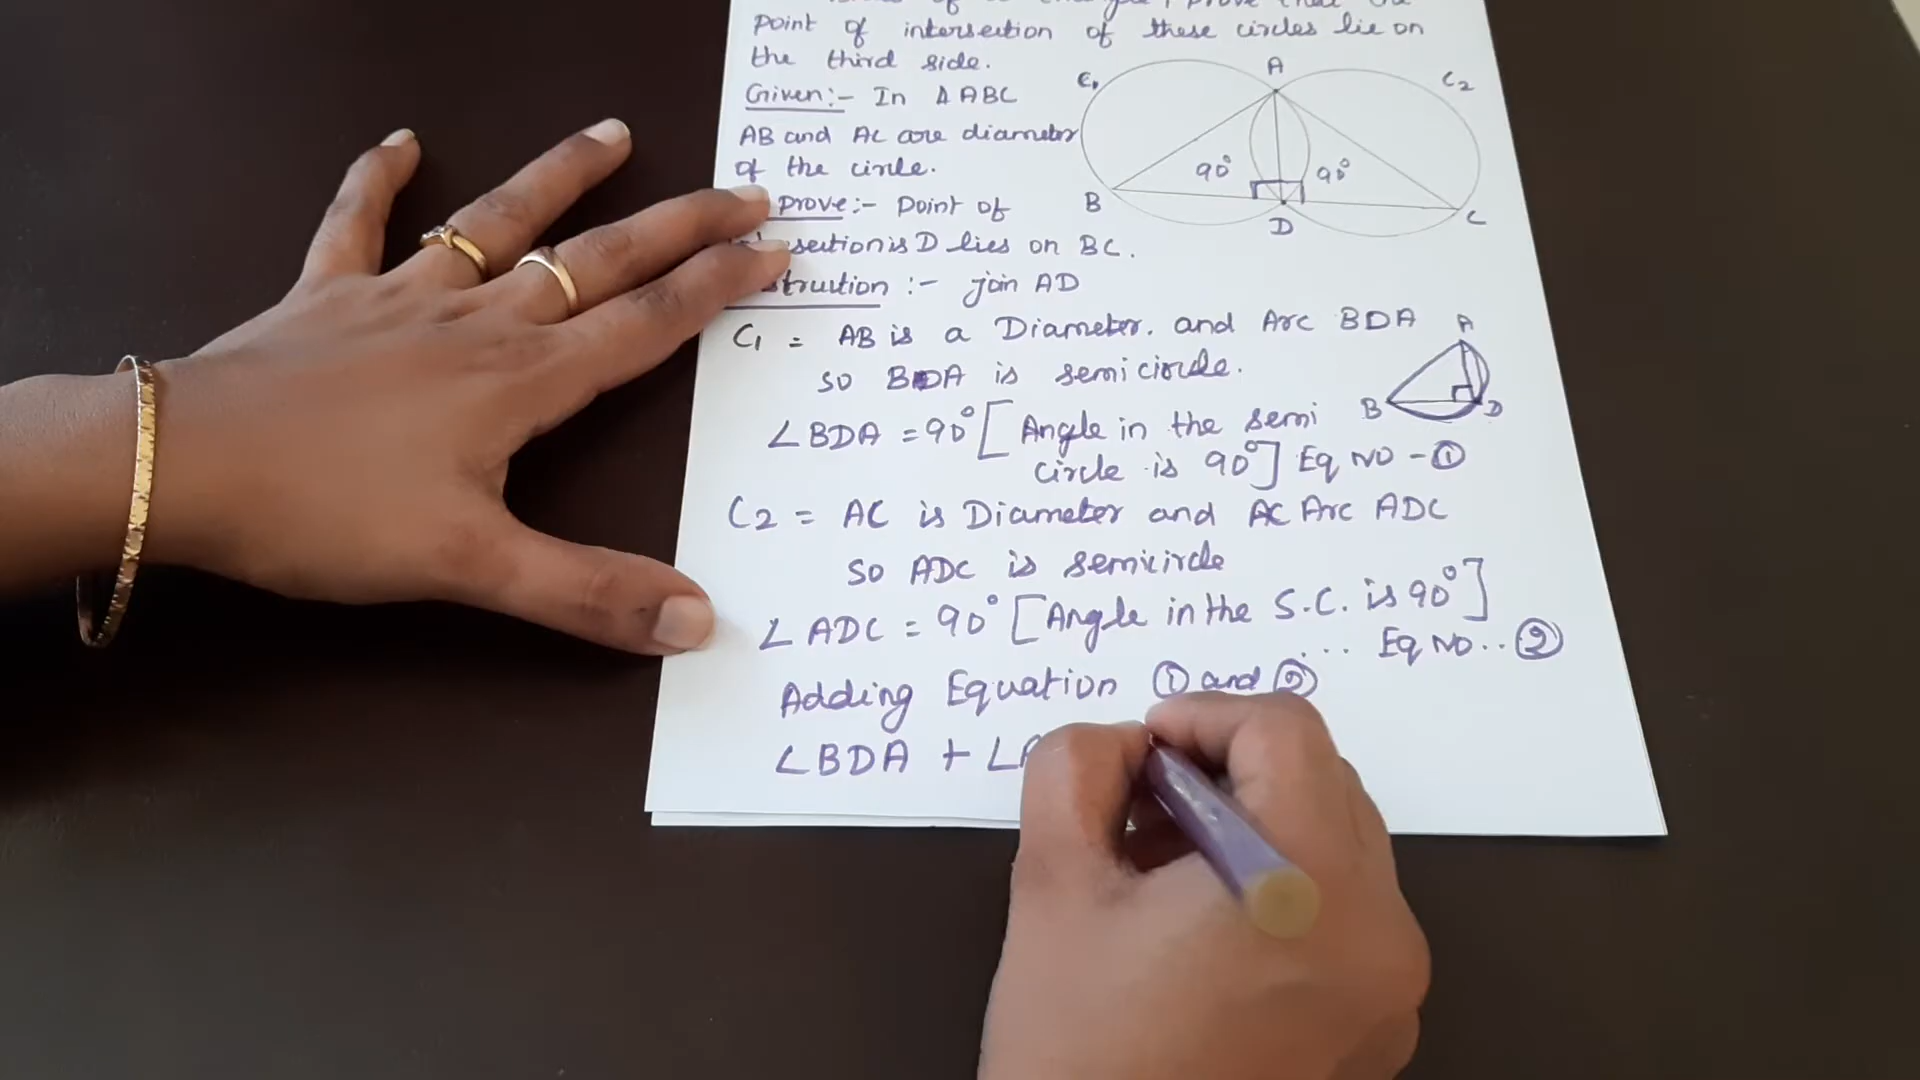 point of intersection of these circles lie on
the third side.
Given:- In ΔABC
AB and AC are diameter
of the circle.
prove:- Point of
is D lies on BC.
:- join AD
C1 A C2
90° 90°
B D C
C1 = AB is a Diameter. and Arc BDA
so BDA is semicircle.
A
B D
∠BDA = 90° [Angle in the semi
circle is 90°] Eq NO - ①
C2 = AC is Diameter and AC Arc ADC
so ADC is semicircle
∠ADC = 90° [Angle in the S.C. is 90°]
... Eq NO .. ②
Adding Equation ① and ②
∠BDA + ∠